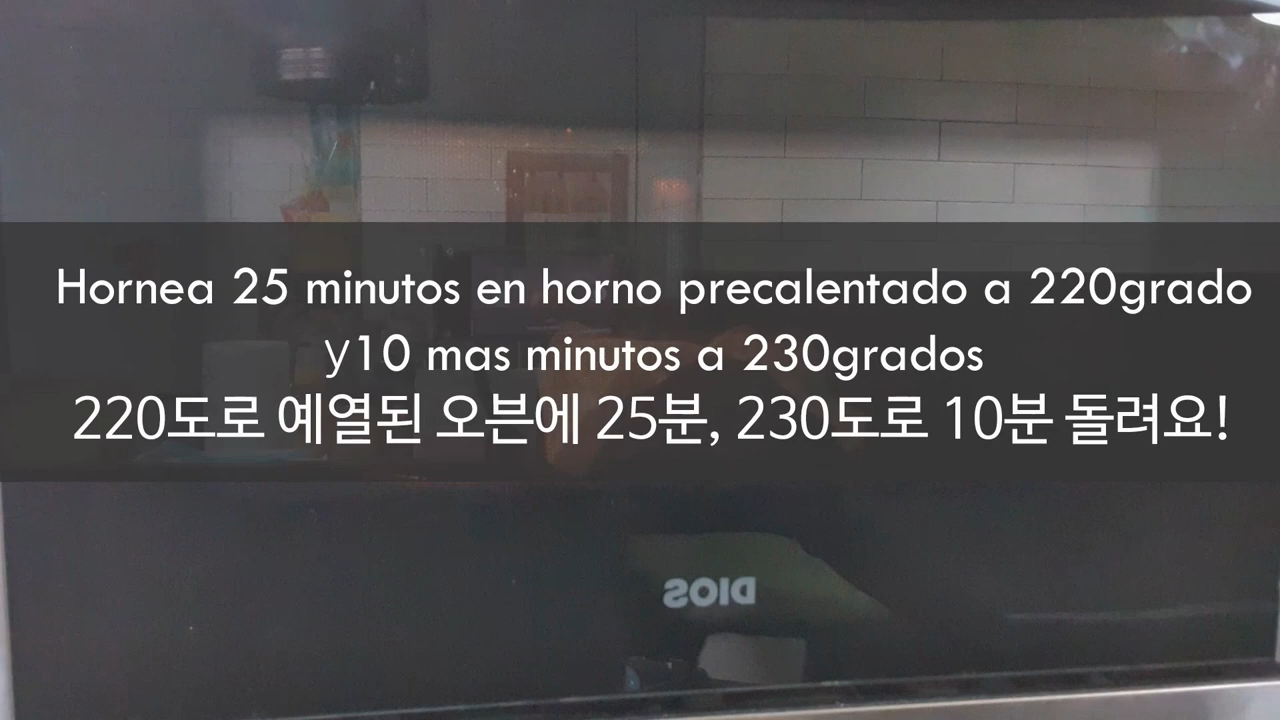 Hornea 25 minutos en horno precalentado a 220grado
y10 mas minutos a 230grados
220도로 예열된 오븐에 25분, 230도로 10분 돌려요!
DIOS